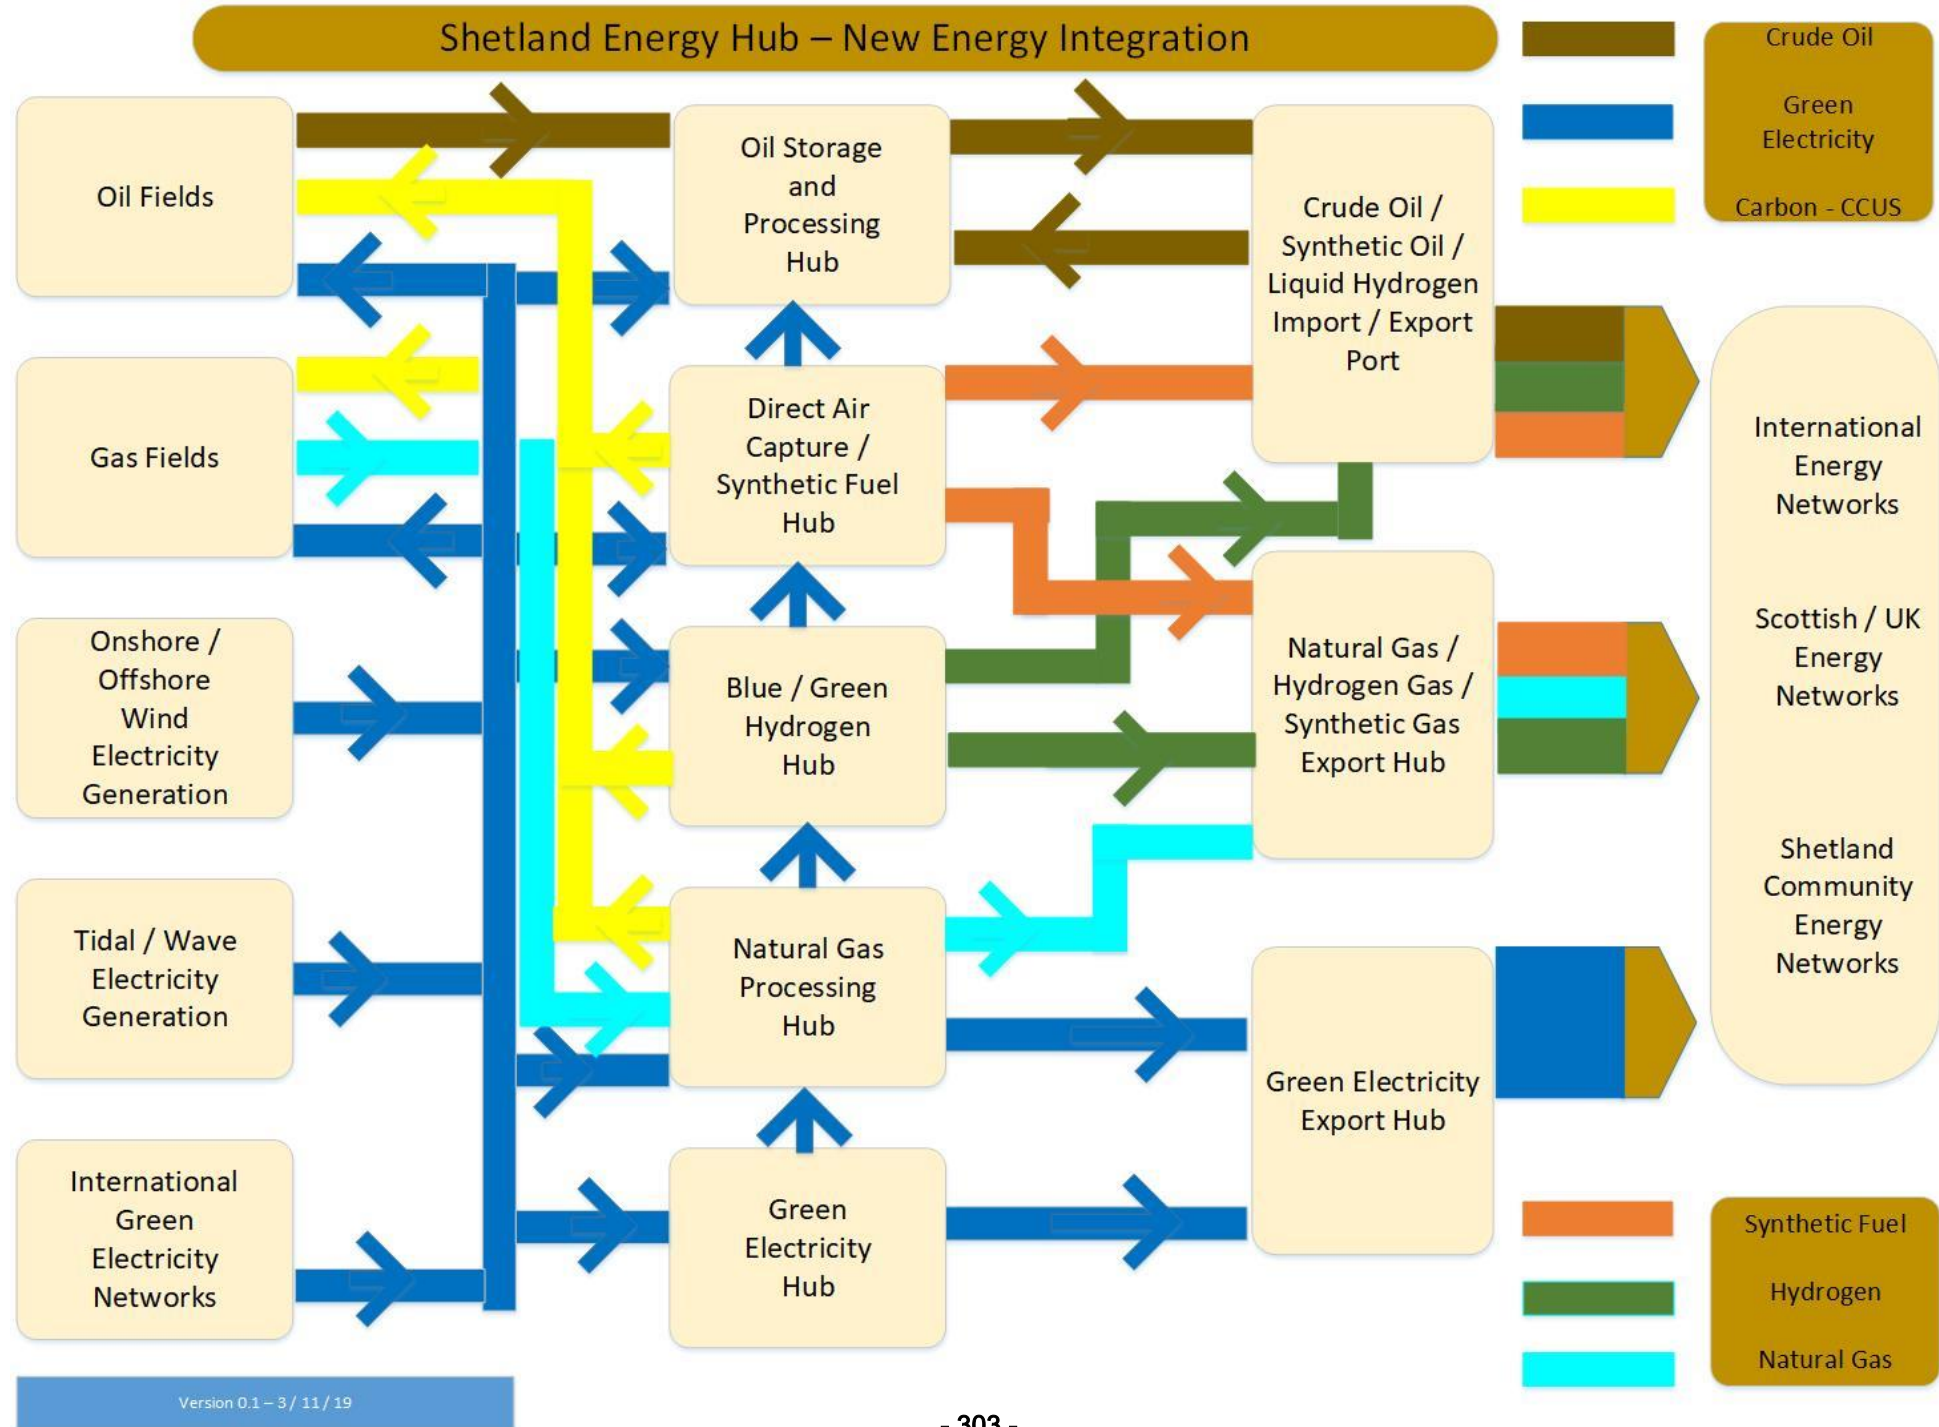 Shetland Energy Hub – New Energy Integration
Crude Oil
Green
Electricity
Carbon - CCUS
Oil Fields
Gas Fields
Onshore /
Offshore
Wind
Electricity
Generation
Tidal / Wave
Electricity
Generation
International
Green
Electricity
Networks
Oil Storage
and
Processing
Hub
Direct Air
Capture /
Synthetic Fuel
Hub
Blue / Green
Hydrogen
Hub
Natural Gas
Processing
Hub
Green
Electricity
Hub
Crude Oil /
Synthetic Oil /
Liquid Hydrogen
Import / Export
Port
Natural Gas /
Hydrogen Gas /
Synthetic Gas
Export Hub
Green Electricity
Export Hub
International
Energy
Networks
Scottish / UK
Energy
Networks
Shetland
Community
Energy
Networks
Synthetic Fuel
Hydrogen
Natural Gas
Version 0.1 – 3 / 11 / 19
- 303 -